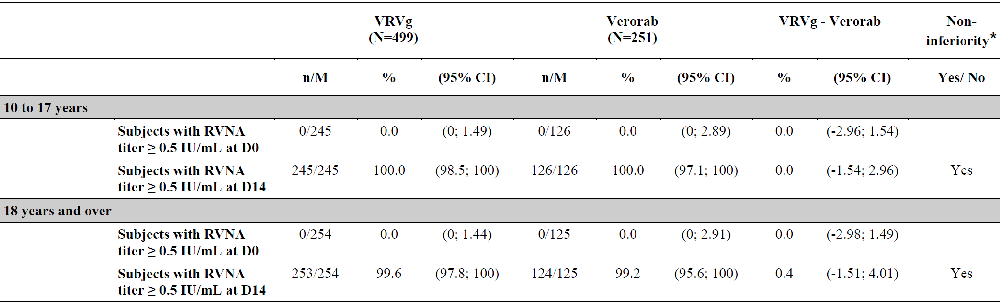 VRVg Verorab VRVg - Verorab Non-
(N=499) (N=251) inferiority*
n/M % (95% CI) n/M % (95% CI) % (95% CI) Yes/ No
10 to 17 years
Subjects with RVNA 0/245 0.0 (0; 1.49) 0/126 0.0 (0; 2.89) 0.0 (-2.96; 1.54)
titer ≥ 0.5 IU/mL at D0
Subjects with RVNA 245/245 100.0 (98.5; 100) 126/126 100.0 (97.1; 100) 0.0 (-1.54; 2.96) Yes
titer ≥ 0.5 IU/mL at D14
18 years and over
Subjects with RVNA 0/254 0.0 (0; 1.44) 0/125 0.0 (0; 2.91) 0.0 (-2.98; 1.49)
titer ≥ 0.5 IU/mL at D0
Subjects with RVNA 253/254 99.6 (97.8; 100) 124/125 99.2 (95.6; 100) 0.4 (-1.51; 4.01) Yes
titer ≥ 0.5 IU/mL at D14